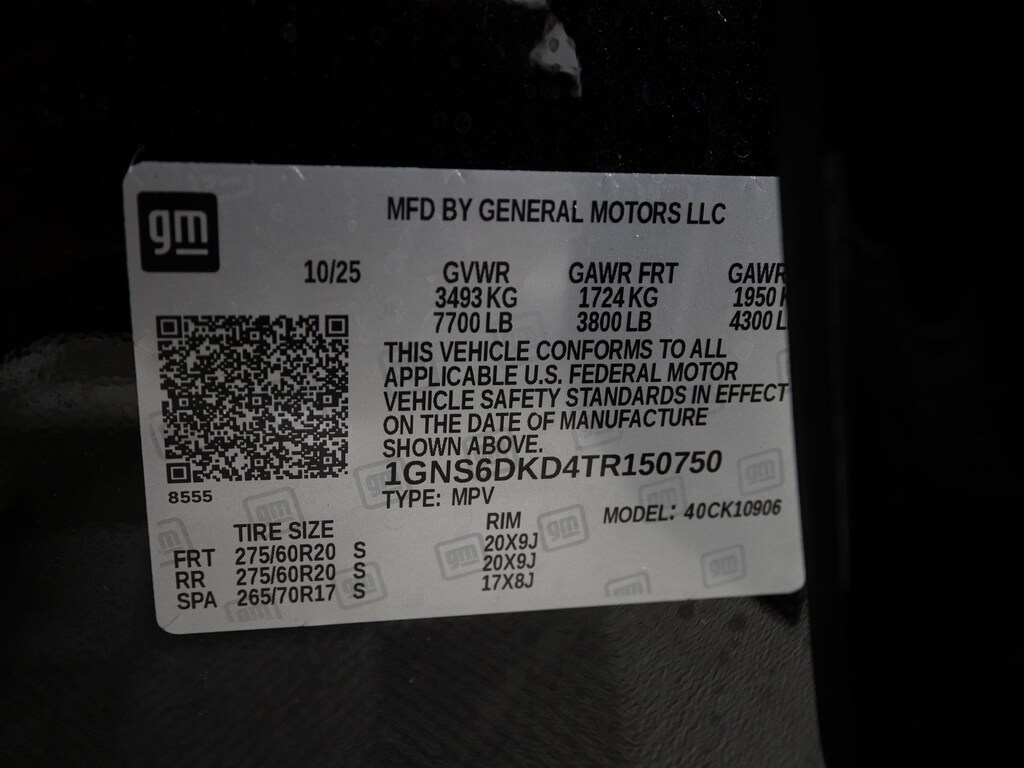 gm
MFD BY GENERAL MOTORS LLC
10/25 GVWR GAWR FRT GAWR
3493 KG 1724 KG 1950 K
7700 LB 3800 LB 4300 L
THIS VEHICLE CONFORMS TO ALL
APPLICABLE U.S. FEDERAL MOTOR
VEHICLE SAFETY STANDARDS IN EFFECT
ON THE DATE OF MANUFACTURE
SHOWN ABOVE.
1GNS6DKD4TR150750
8555
TYPE: MPV
MODEL: 40CK10906
TIRE SIZE RIM
FRT 275/60R20 S 20X9J
RR 275/60R20 S 20X9J
SPA 265/70R17 S 17X8J